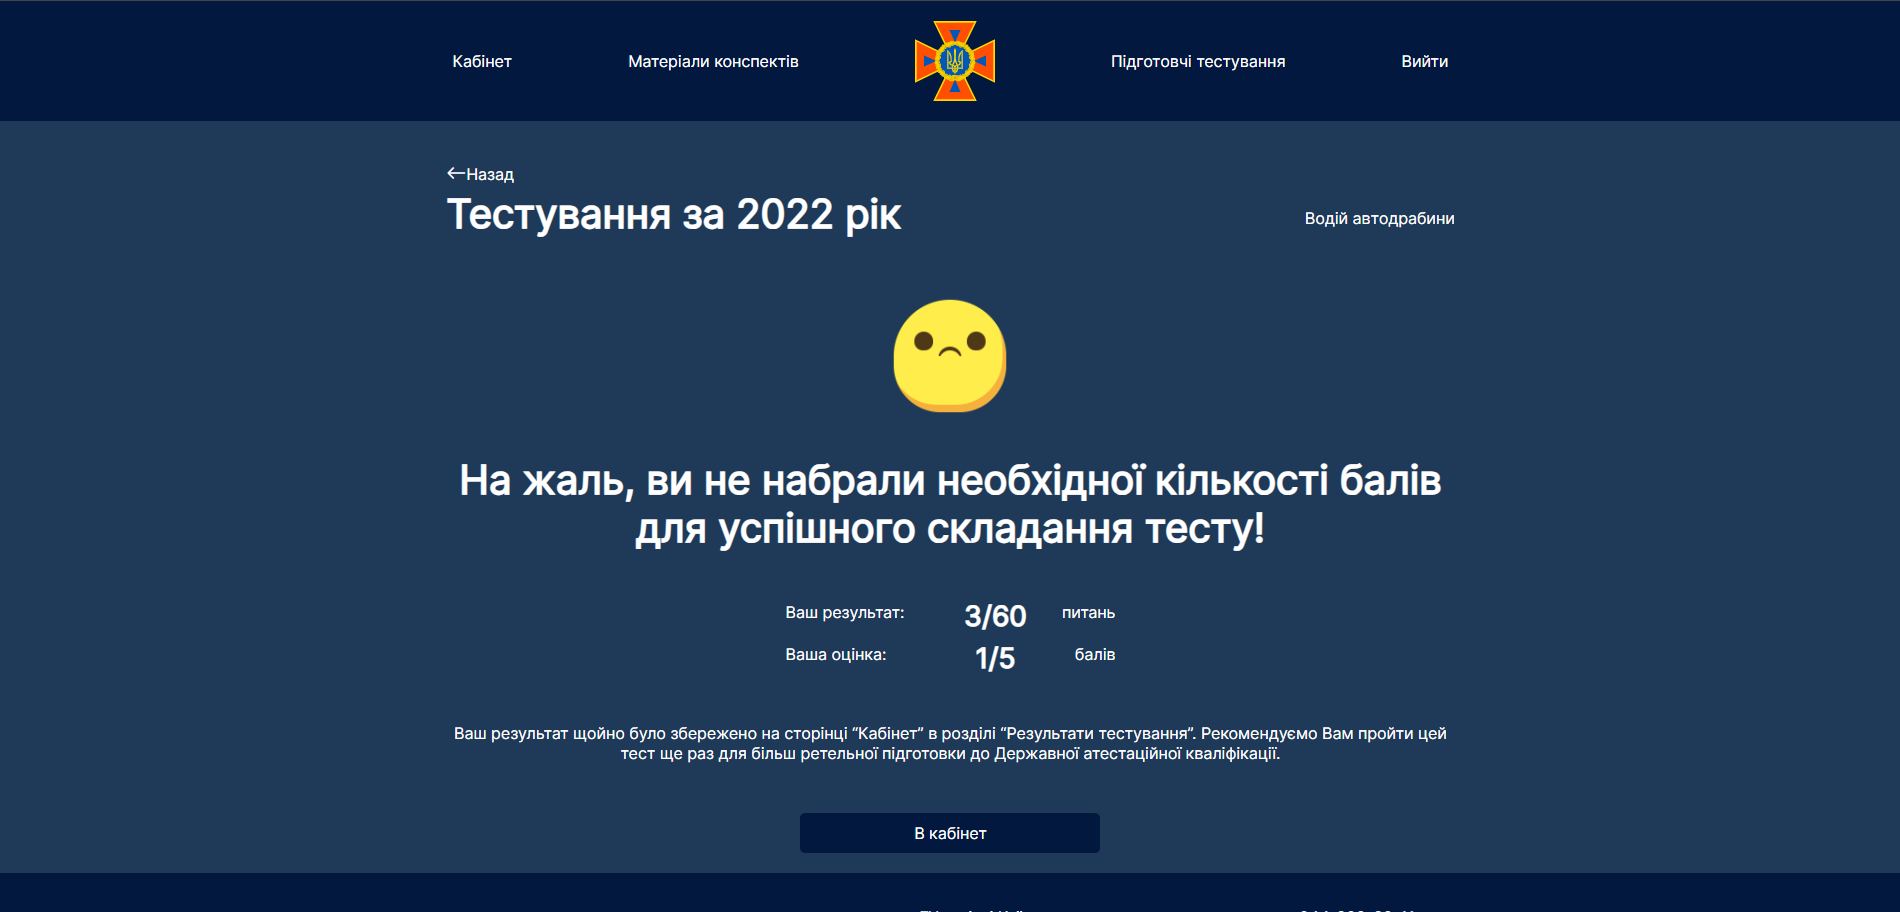 Кабінет
Матеріали конспектів
Підготовчі тестування
Вийти
←Назад
Тестування за 2022 рік
Водій автодрабини
На жаль, ви не набрали необхідної кількості балів
для успішного складання тесту!
Ваш результат: 3/60 питань
Ваша оцінка: 1/5 балів
Ваш результат щойно було збережено на сторінці “Кабінет” в розділі “Результати тестування”. Рекомендуємо Вам пройти цей
тест ще раз для більш ретельної підготовки до Державної атестаційної кваліфікації.
В кабінет